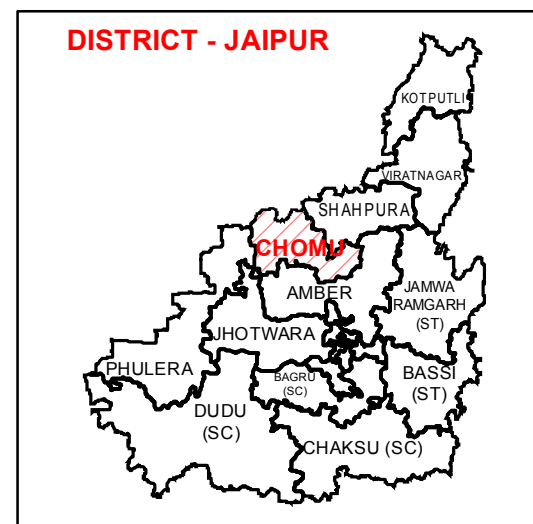 DISTRICT - JAIPUR
KOTPUTLI
VIRATNAGAR
SHAHPURA
CHOMU
AMBER
JAMWA
RAMGARH
(ST)
JHOTWARA
PHULERA
BAGRU
(SC)
BASSI
(ST)
DUDU
(SC)
CHAKSU (SC)